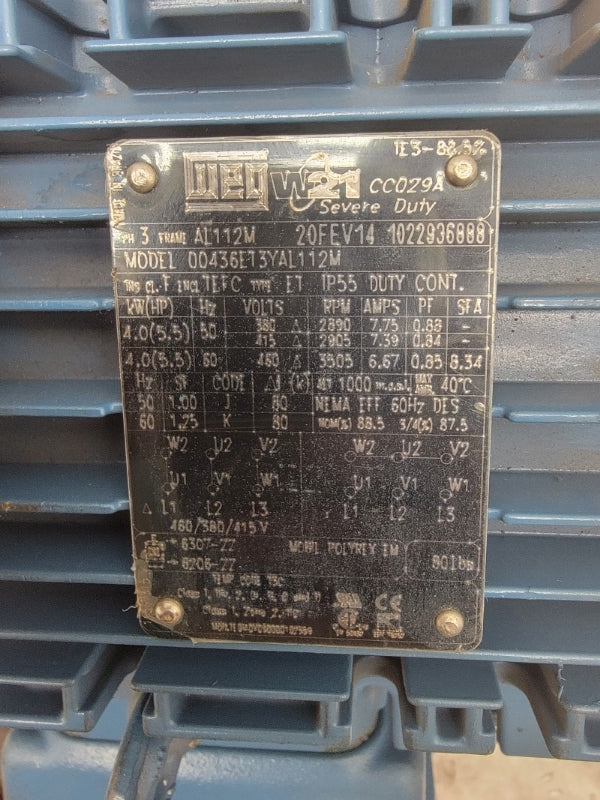 IE3-88.5%
WEG W21 CC029A
Severe Duty
PH 3 FRAME AL112M 20FEV14 1022936888
MODEL 00436ET3YAL112M
INS CL. F INCL TEFC TYPE ET IP55 DUTY CONT.
kW(HP) Hz VOLTS RPM AMPS PF SFA
4.0(5.5) 50 380 Δ 2890 7.75 0.88 -
415 Δ 2905 7.39 0.84 -
4.0(5.5) 60 460 Δ 3505 6.67 0.85 8.34
Hz SF CODE Δt (K) ALT 1000 m.a.s.l. MAX AMB. 40°C
50 1.00 J 80 NEMA EFF 60Hz DES
60 1.25 K 80 NOM(%) 88.5 3/4(%) 87.5
W2 U2 V2 W2 U2 V2
U1 V1 W1 U1 V1 W1
Δ L1 L2 L3 L1 L2 L3
460/380/415V
6307-ZZ MOBIL POLYREX EM 80lbs
6206-ZZ
TEMP CODE T3C
CE